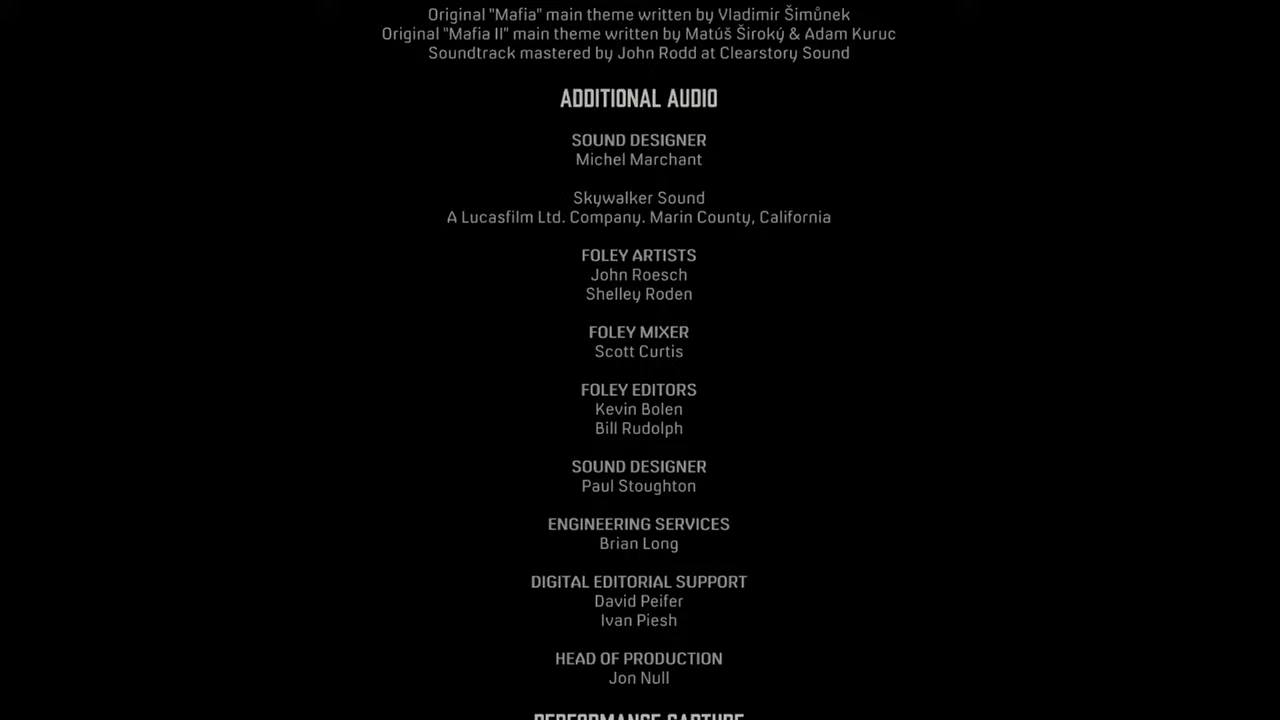 Original "Mafia" main theme written by Vladimir Šimůnek
Original "Mafia II" main theme written by Matúš Široký & Adam Kuruc
Soundtrack mastered by John Rodd at Clearstory Sound
ADDITIONAL AUDIO
SOUND DESIGNER
Michel Marchant
Skywalker Sound
A Lucasfilm Ltd. Company. Marin County, California
FOLEY ARTISTS
John Roesch
Shelley Roden
FOLEY MIXER
Scott Curtis
FOLEY EDITORS
Kevin Bolen
Bill Rudolph
SOUND DESIGNER
Paul Stoughton
ENGINEERING SERVICES
Brian Long
DIGITAL EDITORIAL SUPPORT
David Peifer
Ivan Piesh
HEAD OF PRODUCTION
Jon Null
PERFORMANCE CAPTURE